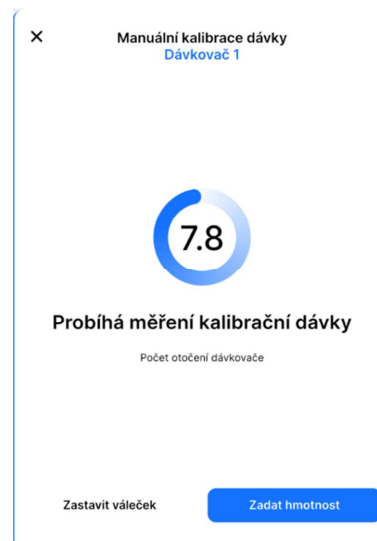 Manuální kalibrace dávky
Dávkovač 1
7.8
Probíhá měření kalibrační dávky
Počet otočení dávkovače
Zastavit váleček
Zadat hmotnost